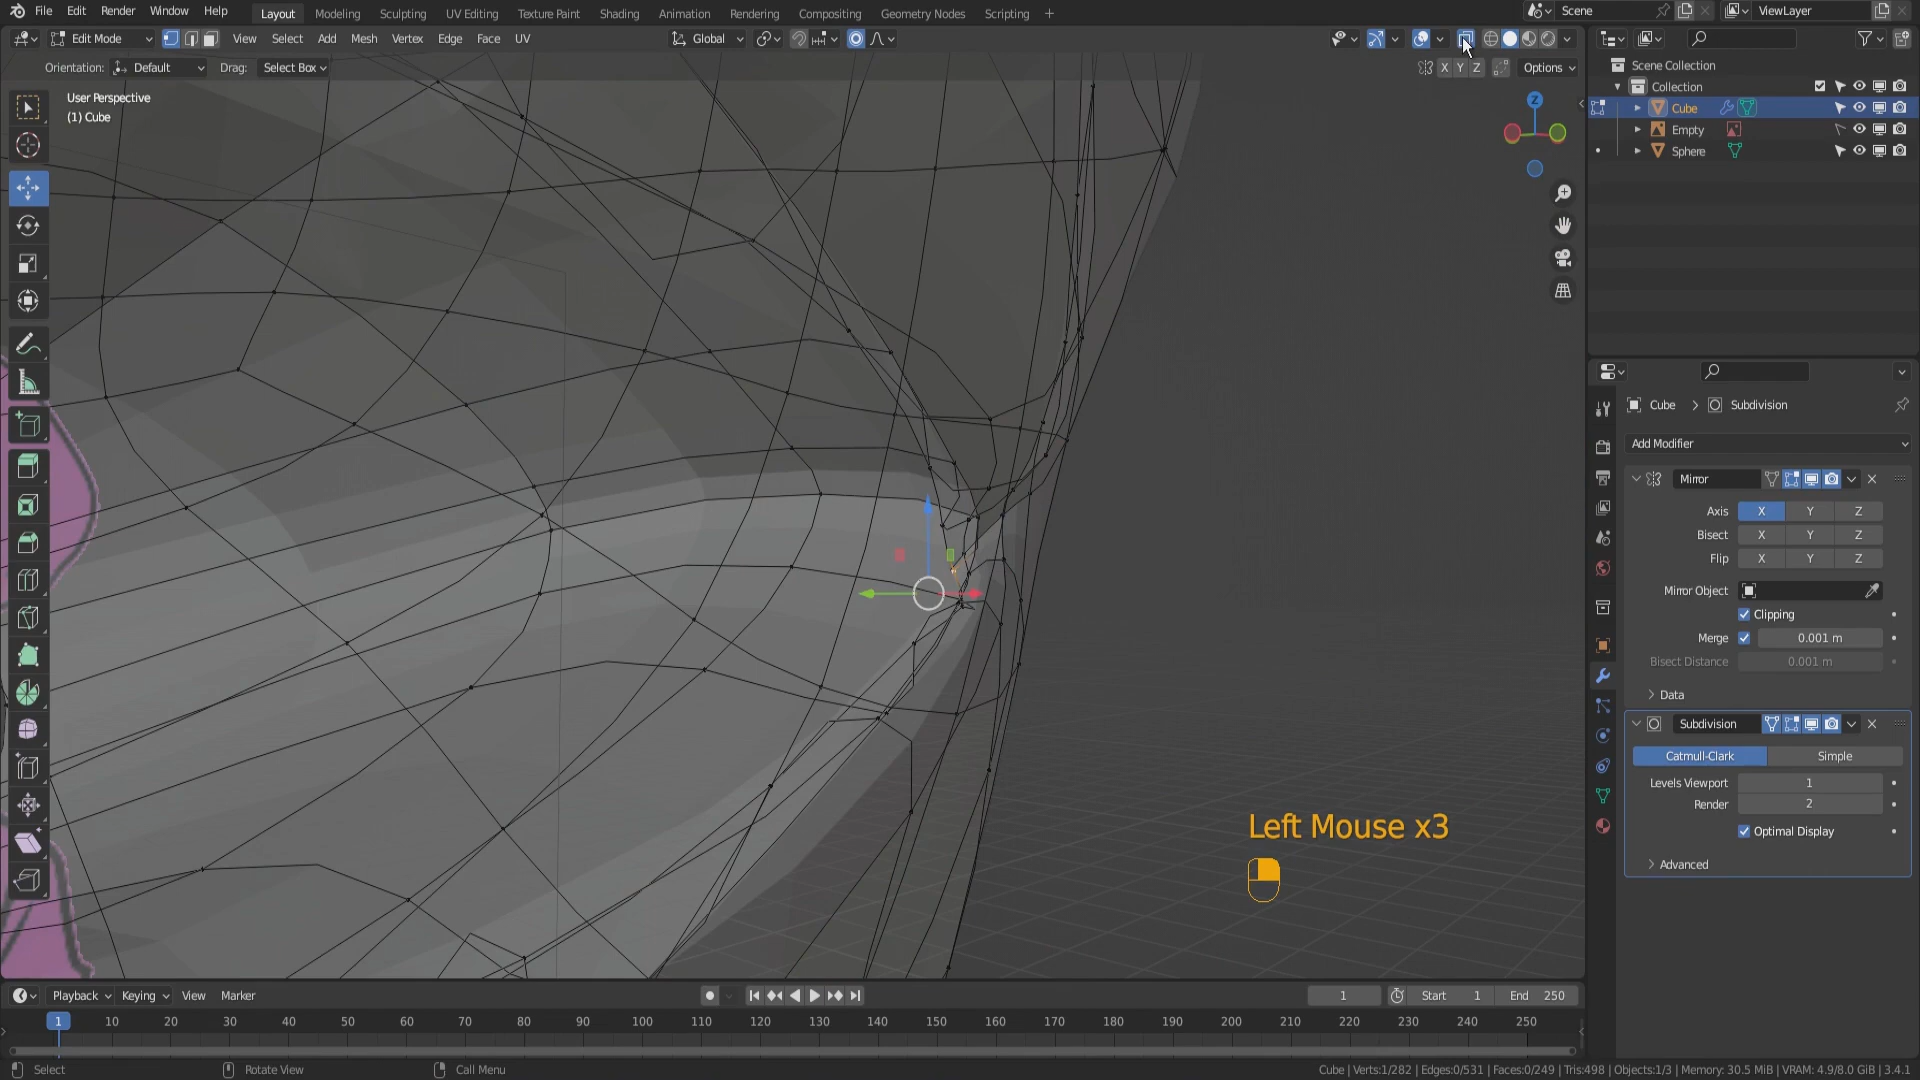 File Edit Render Window Help Layout Modeling Sculpting UV Editing Texture Paint Shading Animation Rendering Compositing Geometry Nodes Scripting + Scene ViewLayer
Edit Mode View Select Add Mesh Vertex Edge Face UV Global
Orientation: Default Drag: Select Box X Y Z Options
User Perspective
(1) Cube
Z
Scene Collection
Collection
Cube
Empty
Sphere
Cube > Subdivision
Add Modifier
Mirror
Axis X Y Z
Bisect X Y Z
Flip X Y Z
Mirror Object
Clipping
Merge 0.001 m
Bisect Distance 0.001 m
Data
Subdivision
Catmull-Clark Simple
Levels Viewport 1
Render 2
Optimal Display
Advanced
Left Mouse x3
Playback Keying View Marker 1 Start 1 End 250
1 10 20 30 40 50 60 70 80 90 100 110 120 130 140 150 160 170 180 190 200 210 220 230 240 250
Select Rotate View Call Menu Cube | Verts:1/282 | Edges:0/531 | Faces:0/249 | Tris:498 | Objects:1/3 | Memory: 30.5 MiB | VRAM: 4.9/8.0 GiB | 3.4.1